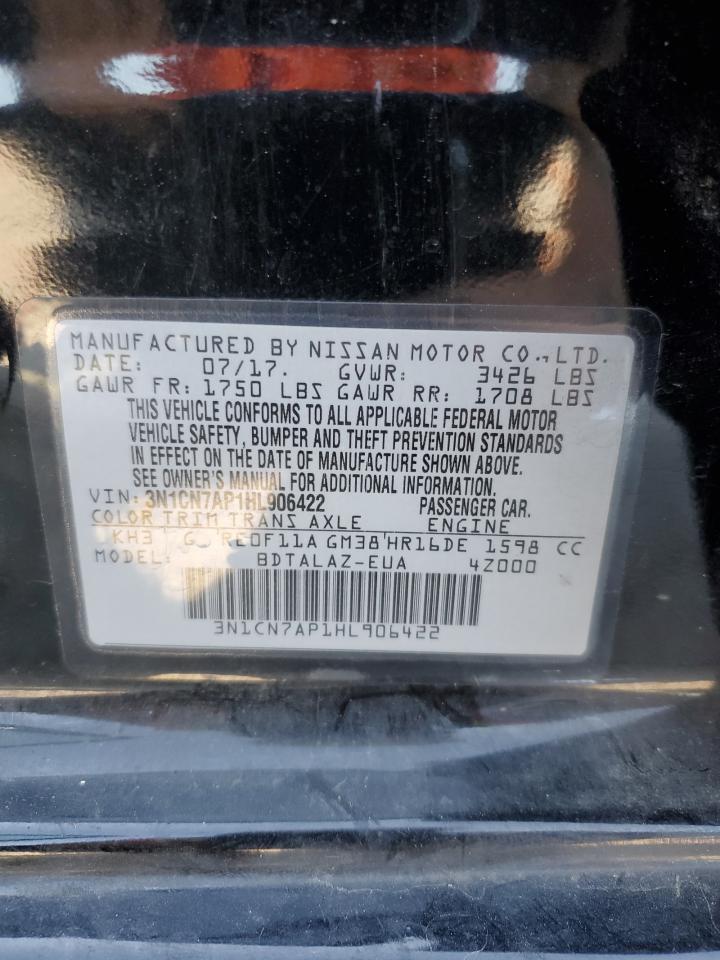 MANUFACTURED BY NISSAN MOTOR CO., LTD.
DATE: 07/17. GVWR: 3426 LBS
GAWR FR: 1750 LBS GAWR RR: 1708 LBS
THIS VEHICLE CONFORMS TO ALL APPLICABLE FEDERAL MOTOR
VEHICLE SAFETY, BUMPER AND THEFT PREVENTION STANDARDS
IN EFFECT ON THE DATE OF MANUFACTURE SHOWN ABOVE.
SEE OWNER'S MANUAL FOR ADDITIONAL INFORMATION.
VIN: 3N1CN7AP1HL906422 PASSENGER CAR.
COLOR TRIM TRANS AXLE ENGINE
KH3 G RE0F11A GM38 HR16DE 1598 CC
MODEL: BDTALAZ-EUA 4Z000
3N1CN7AP1HL906422